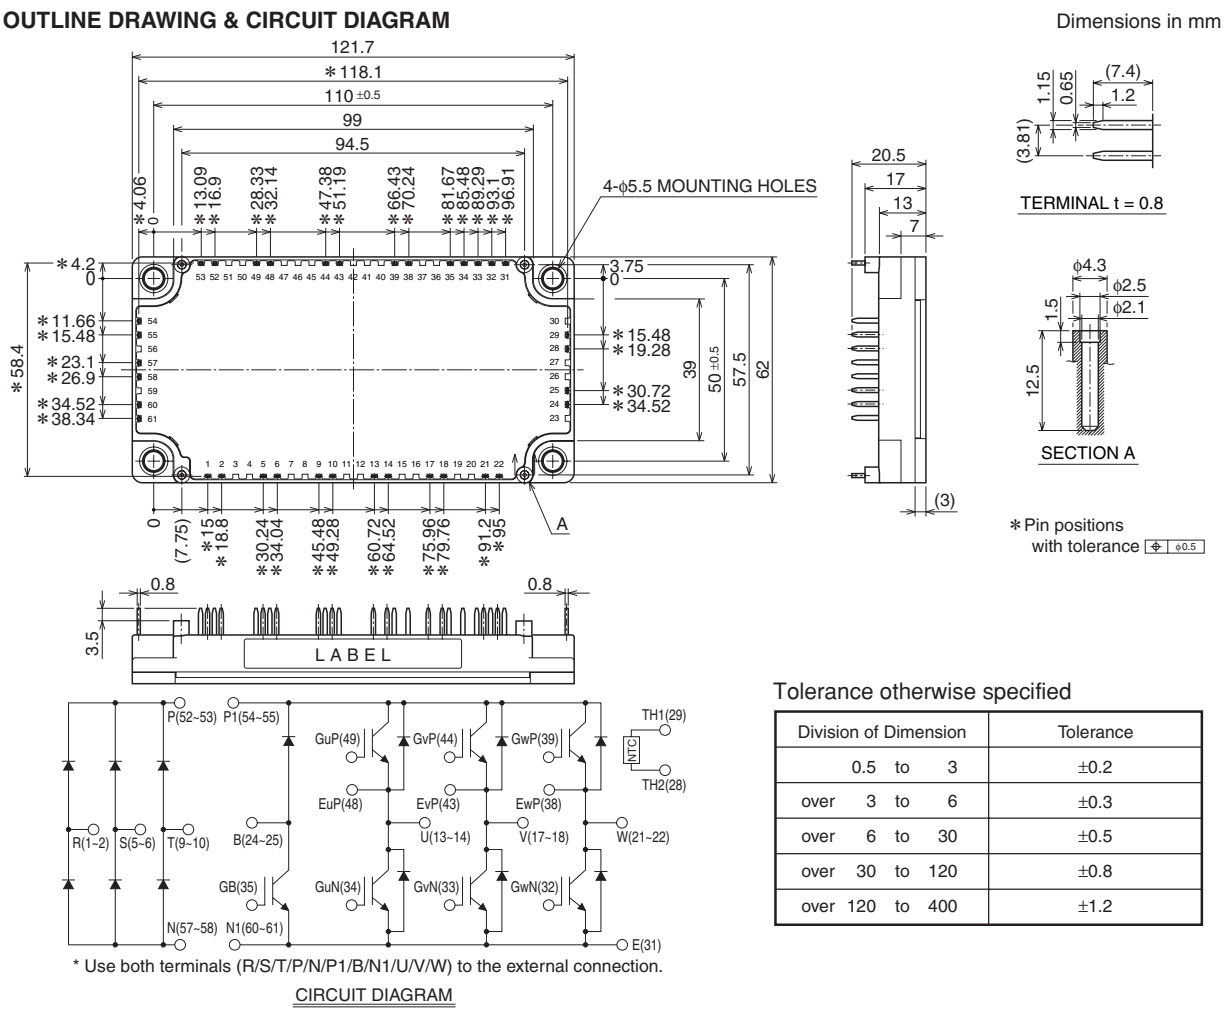 OUTLINE DRAWING & CIRCUIT DIAGRAM
Dimensions in mm
121.7
*118.1
110 ±0.5
99
94.5
*4.06
0
*13.09
*16.9
*28.33
*32.14
*47.38
*51.19
*66.43
*70.24
*81.67
*85.48
*89.29
*93.1
*96.91
4-ϕ5.5 MOUNTING HOLES
*4.2
0
3.75
0
53 52 51 50 49 48 47 46 45 44 43 42 41 40 39 38 37 36 35 34 33 32 31
*58.4
*11.66
*15.48
*23.1
*26.9
*34.52
*38.34
54
55
56
57
58
59
60
61
30
29
28
27
26
25
24
23
*15.48
*19.28
*30.72
*34.52
39
50 ±0.5
57.5
62
1 2 3 4 5 6 7 8 9 10 11 12 13 14 15 16 17 18 19 20 21 22
0
(7.75)
*15
*18.8
*30.24
*34.04
*45.48
*49.28
*60.72
*64.52
*75.96
*79.76
*91.2
*95
A
20.5
17
13
7
(3)
1.15
0.65
(7.4)
1.2
(3.81)
TERMINAL t = 0.8
ϕ4.3
ϕ2.5
ϕ2.1
1.5
12.5
SECTION A
*Pin positions
with tolerance ⌖ ϕ0.5
0.8
0.8
3.5
LABEL
P(52~53) P1(54~55)
GuP(49) GvP(44) GwP(39)
TH1(29)
NTC
TH2(28)
EuP(48) EvP(43) EwP(38)
R(1~2) S(5~6) T(9~10) B(24~25) U(13~14) V(17~18) W(21~22)
GB(35) GuN(34) GvN(33) GwN(32)
N(57~58) N1(60~61)
E(31)
* Use both terminals (R/S/T/P/N/P1/B/N1/U/V/W) to the external connection.
CIRCUIT DIAGRAM
Tolerance otherwise specified
Division of Dimension Tolerance
0.5 to 3 ±0.2
over 3 to 6 ±0.3
over 6 to 30 ±0.5
over 30 to 120 ±0.8
over 120 to 400 ±1.2